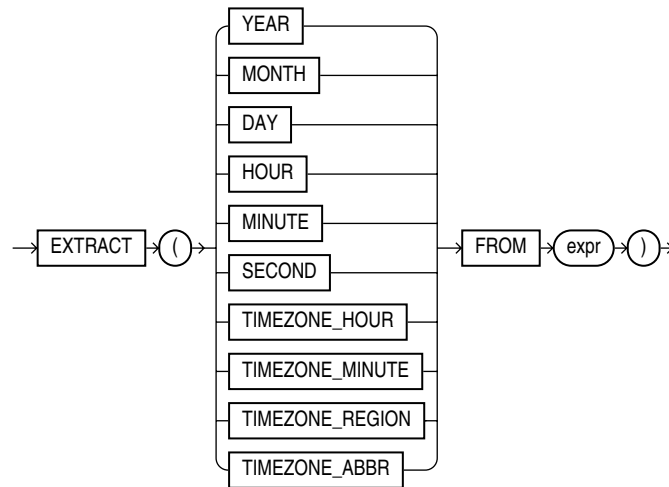 YEAR
MONTH
DAY
HOUR
MINUTE
EXTRACT ( FROM expr )
SECOND
TIMEZONE_HOUR
TIMEZONE_MINUTE
TIMEZONE_REGION
TIMEZONE_ABBR